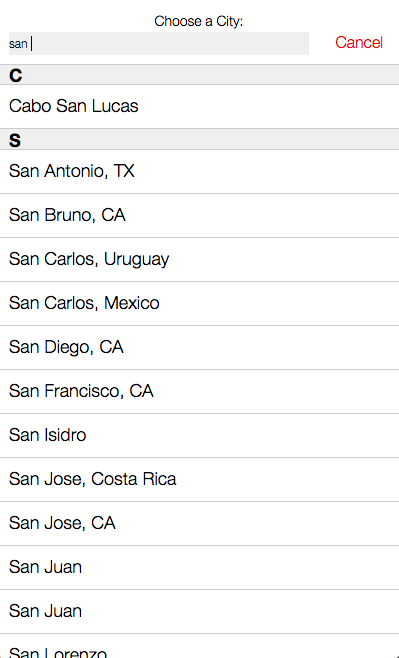 Choose a City:
san
Cancel
C
Cabo San Lucas
S
San Antonio, TX
San Bruno, CA
San Carlos, Uruguay
San Carlos, Mexico
San Diego, CA
San Francisco, CA
San Isidro
San Jose, Costa Rica
San Jose, CA
San Juan
San Juan
San Lorenzo